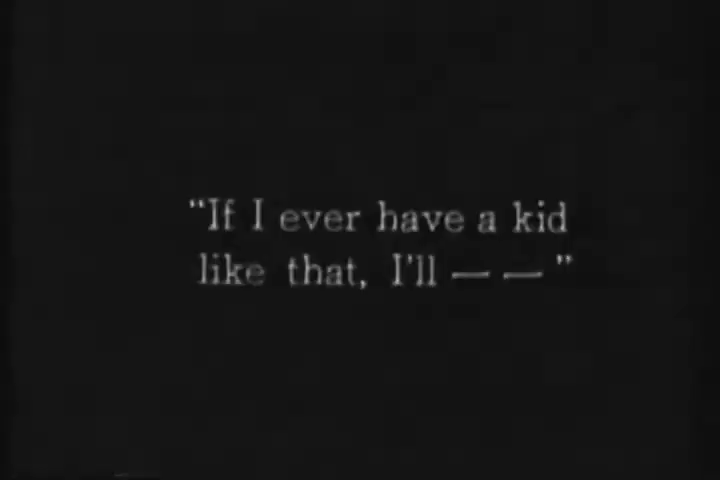 "If I ever have a kid
like that, I'll — — "